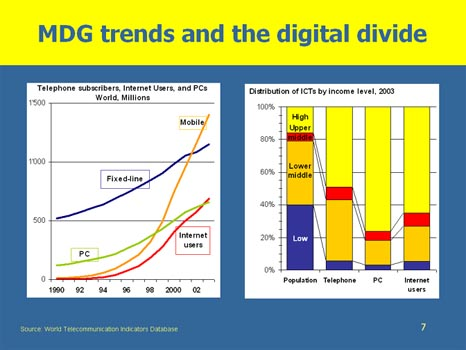 MDG trends and the digital divide
Telephone subscribers, Internet Users, and PCs
World, Millions
1'500
1'000
500
0
Mobile
Fixed-line
PC
Internet
users
1990 92 94 96 98 2000 02
Distribution of ICTs by income level, 2003
100%
80%
60%
40%
20%
0%
High
Upper
middle
Lower
middle
Low
Population Telephone PC Internet
users
Source: World Telecommunication Indicators Database
7